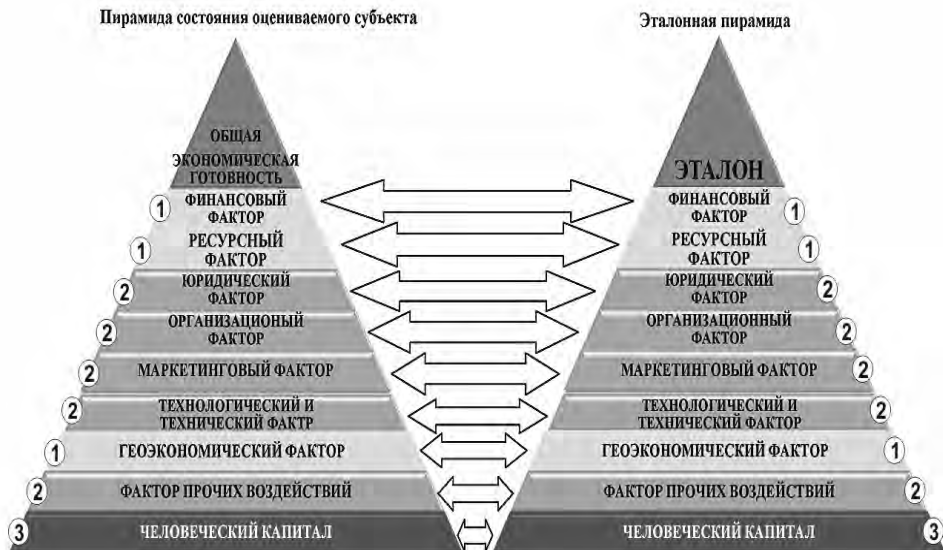 Пирамида состояния оцениваемого субъекта
ОБЩАЯ
ЭКОНОМИЧЕСКАЯ
ГОТОВНОСТЬ
1
ФИНАНСОВЫЙ
ФАКТОР
1
РЕСУРСНЫЙ
ФАКТОР
2
ЮРИДИЧЕСКИЙ
ФАКТОР
2
ОРГАНИЗАЦИОНЫЙ
ФАКТОР
2
МАРКЕТИНГОВЫЙ ФАКТОР
2
ТЕХНОЛОГИЧЕСКИЙ И
ТЕХНИЧЕСКИЙ ФАКТР
1
ГЕОЭКОНОМИЧЕСКИЙ ФАКТОР
2
ФАКТОР ПРОЧИХ ВОЗДЕЙСТВИЙ
3
ЧЕЛОВЕЧЕСКИЙ КАПИТАЛ
Эталонная пирамида
ЭТАЛОН
ФИНАНСОВЫЙ
ФАКТОР
1
РЕСУРСНЫЙ
ФАКТОР
1
ЮРИДИЧЕСКИЙ
ФАКТОР
2
ОРГАНИЗАЦИОННЫЙ
ФАКТОР
2
МАРКЕТИНГОВЫЙ ФАКТОР
2
ТЕХНОЛОГИЧЕСКИЙ И
ТЕХНИЧЕСКИЙ ФАКТОР
2
ГЕОЭКОНОМИЧЕСКИЙ ФАКТОР
1
ФАКТОР ПРОЧИХ ВОЗДЕЙСТВИЙ
2
ЧЕЛОВЕЧЕСКИЙ КАПИТАЛ
3